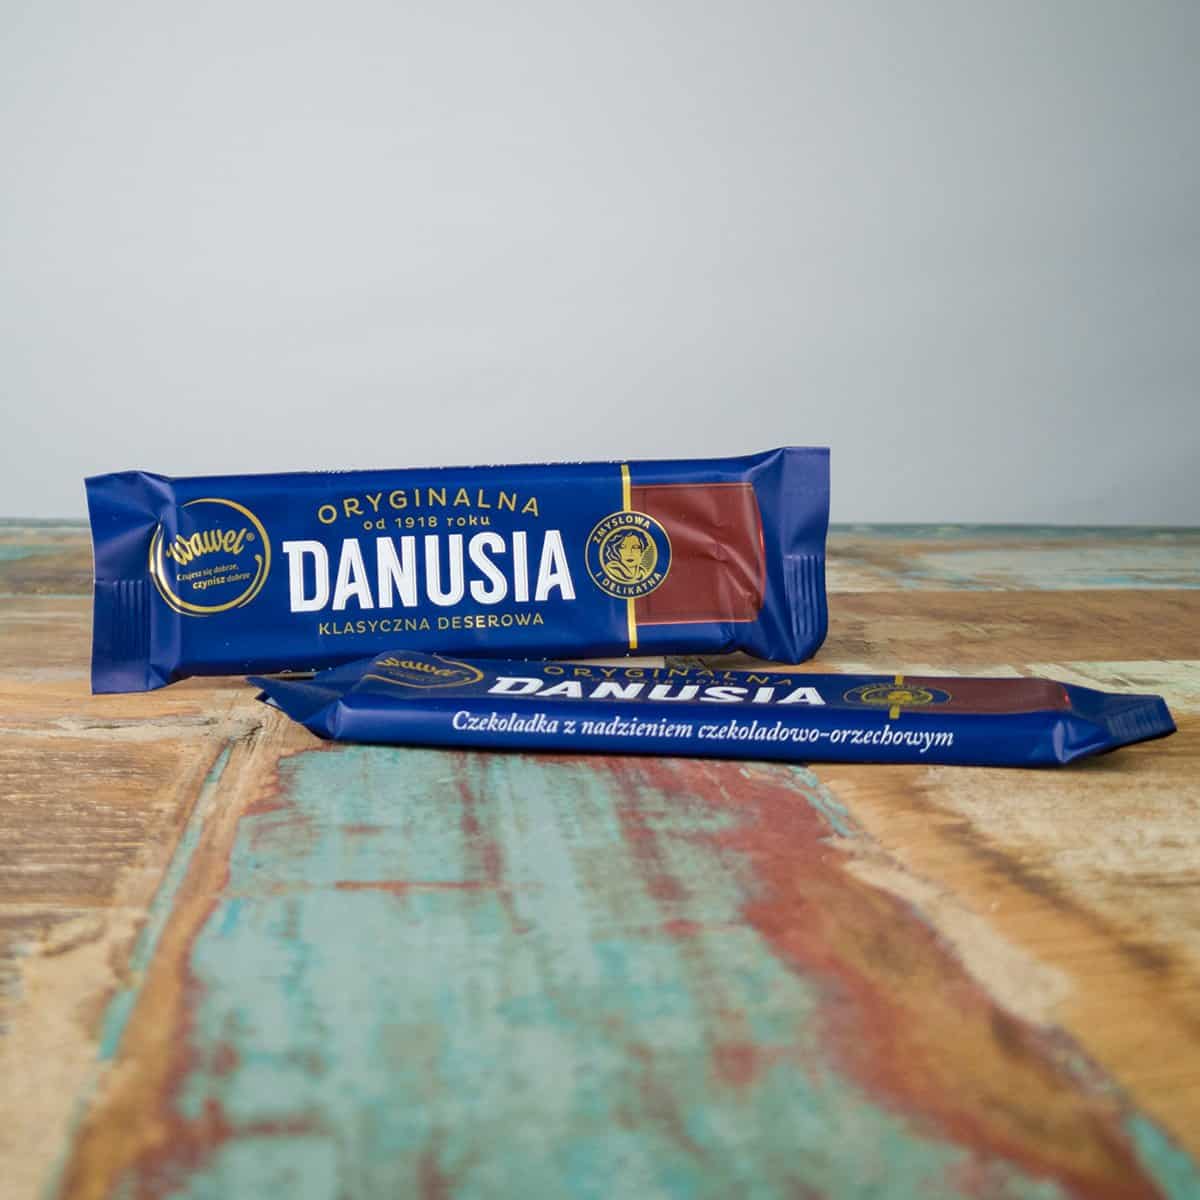 Wawel®
Czujesz się dobrze,
czynisz dobrze
ORYGINALNA
od 1918 roku
DANUSIA
KLASYCZNA DESEROWA
ZMYSŁOWA
I DELIKATNA
Wawel
ORYGINALNA
DANUSIA
Czekoladka z nadzieniem czekoladowo-orzechowym